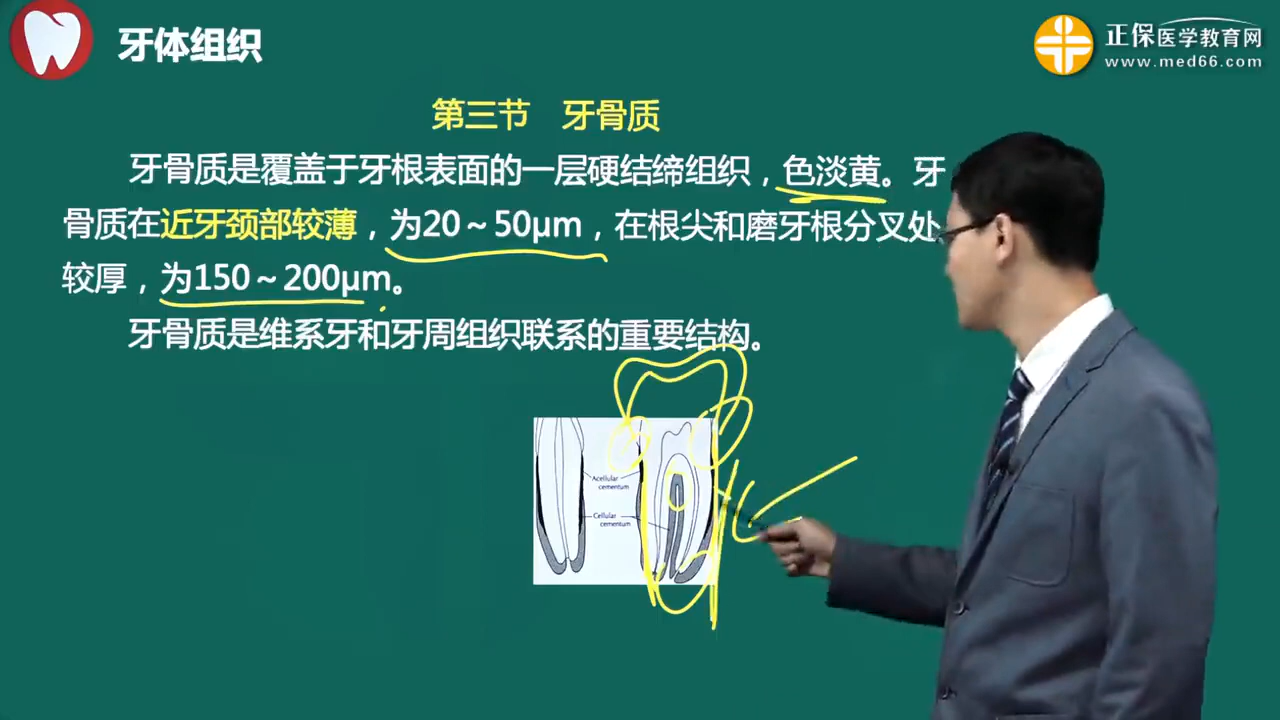 牙体组织
正保医学教育网
www.med66.com
第三节 牙骨质
牙骨质是覆盖于牙根表面的一层硬结缔组织，色淡黄。牙
骨质在近牙颈部较薄，为20～50μm，在根尖和磨牙根分叉处
较厚，为150～200μm。
牙骨质是维系牙和牙周组织联系的重要结构。
Acellular
cementum
Cellular
cementum